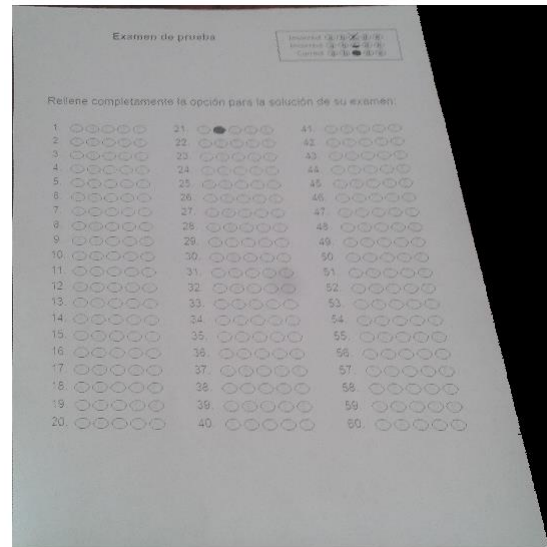 Examen de prueba
Rellene completamente la opción para la solución de su examen:
1. 21. 41.
2. 22. 42.
3. 23. 43.
4. 24. 44.
5. 25. 45.
6. 26. 46.
7. 27. 47.
8. 28. 48.
9. 29. 49.
10. 30. 50.
11. 31. 51.
12. 32. 52.
13. 33. 53.
14. 34. 54.
15. 35. 55.
16. 36. 56.
17. 37. 57.
18. 38. 58.
19. 39. 59.
20. 40. 60.